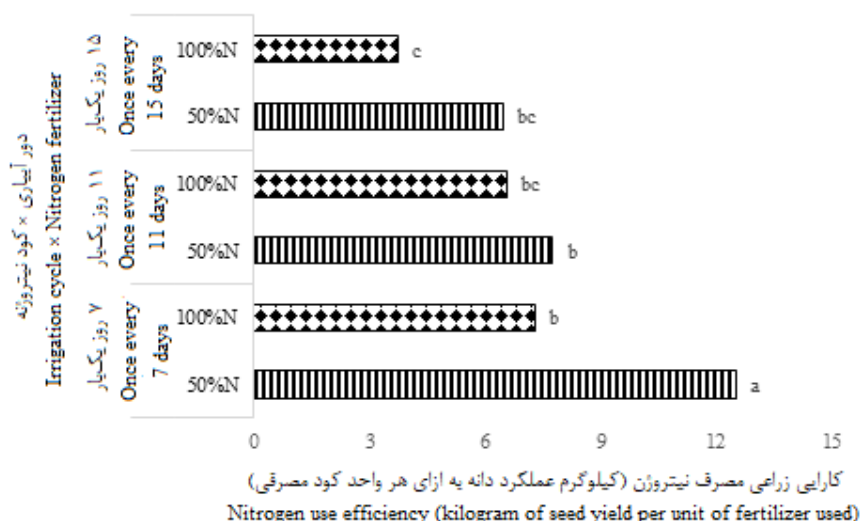 دور آبیاری × کود نیتروژنه
Irrigation cycle × Nitrogen fertilizer
۱۵ روز یکبار
Once every
15 days
100%N
c
50%N
bc
۱۱ روز یکبار
Once every
11 days
100%N
bc
50%N
b
۷ روز یکبار
Once every
7 days
100%N
b
50%N
a
0 3 6 9 12 15
کارایی زراعی مصرف نیتروژن (کیلوگرم عملکرد دانه به ازای هر واحد کود مصرفی)
Nitrogen use efficiency (kilogram of seed yield per unit of fertilizer used)